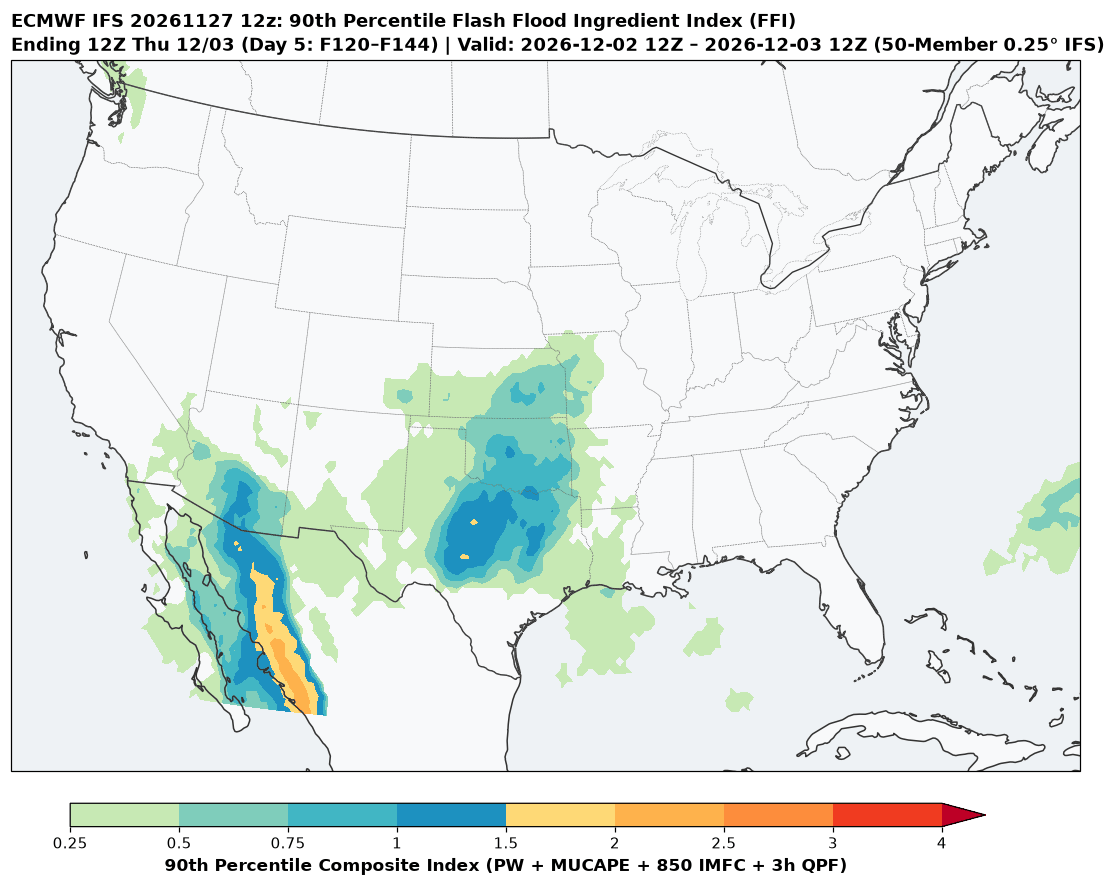 ECMWF IFS 20261127 12z: 90th Percentile Flash Flood Ingredient Index (FFI)
Ending 12Z Thu 12/03 (Day 5: F120–F144) | Valid: 2026-12-02 12Z – 2026-12-03 12Z (50-Member 0.25° IFS)
0.25 0.5 0.75 1 1.5 2 2.5 3 4
90th Percentile Composite Index (PW + MUCAPE + 850 IMFC + 3h QPF)